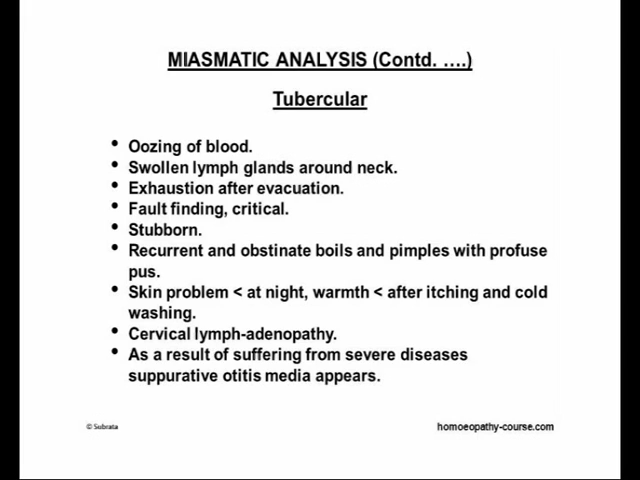 MIASMATIC ANALYSIS (Contd. ....)
Tubercular
• Oozing of blood.
• Swollen lymph glands around neck.
• Exhaustion after evacuation.
• Fault finding, critical.
• Stubborn.
• Recurrent and obstinate boils and pimples with profuse
pus.
• Skin problem < at night, warmth < after itching and cold
washing.
• Cervical lymph-adenopathy.
• As a result of suffering from severe diseases
suppurative otitis media appears.
© Subrata
homoeopathy-course.com